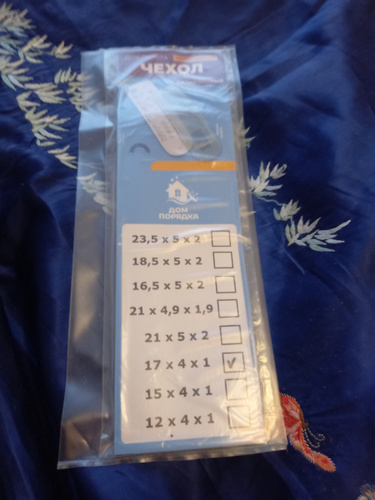 ЧЕХОЛ
ДОМ
ПОРЯДКА
23,5 x 5 x 2
18,5 x 5 x 2
16,5 x 5 x 2
21 x 4,9 x 1,9
21 x 5 x 2
17 x 4 x 1
15 x 4 x 1
12 x 4 x 1